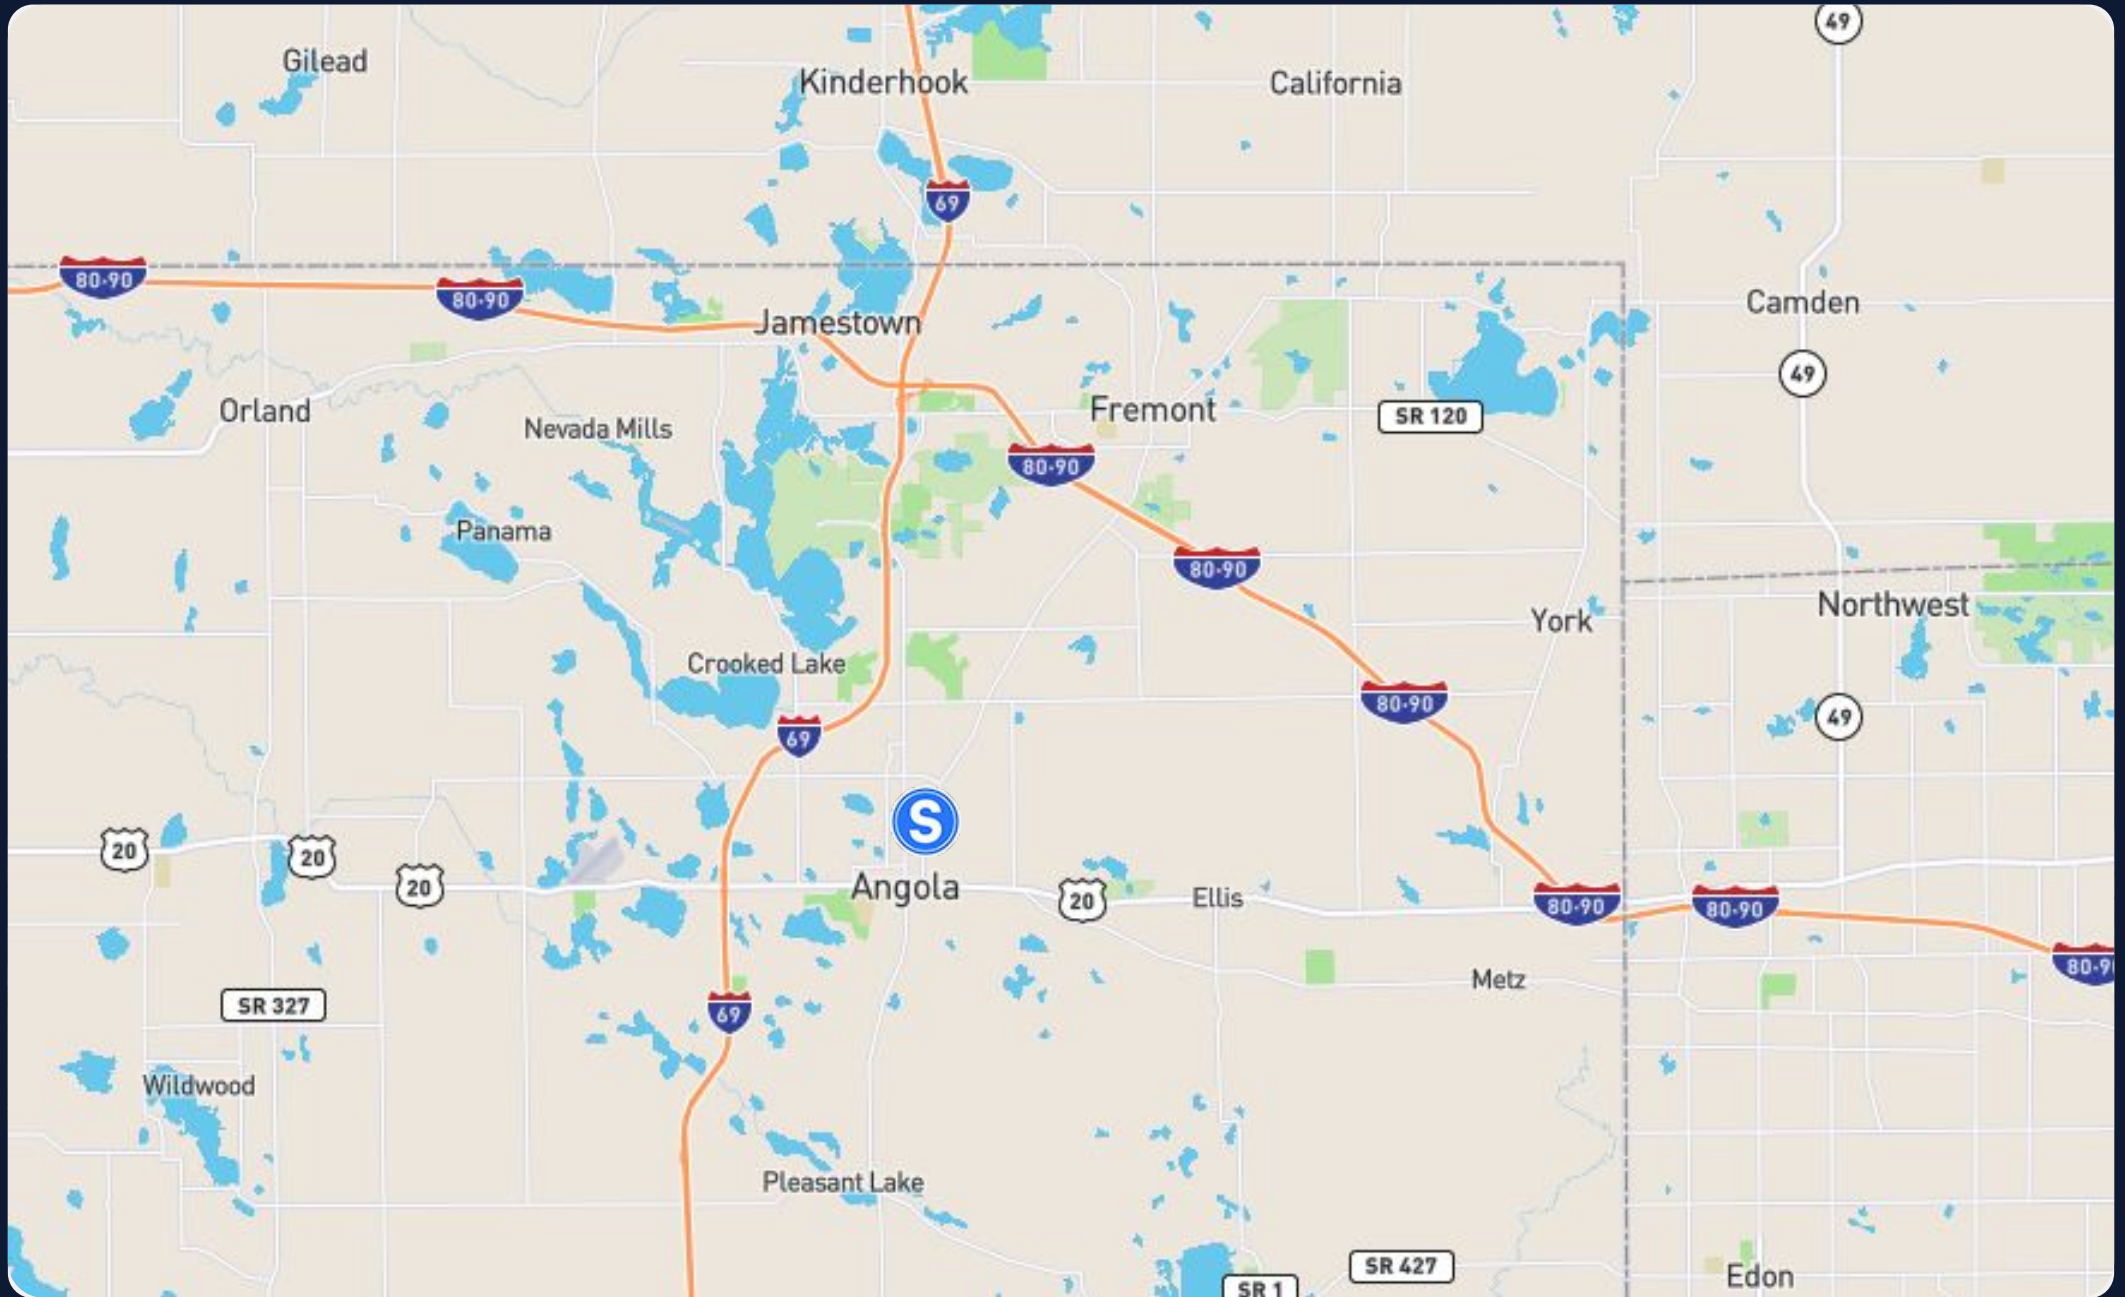 49
Gilead
Kinderhook
California
69
80-90
80-90
Camden
Jamestown
49
Orland
Nevada Mills
Fremont
SR 120
80-90
Panama
80-90
Northwest
York
Crooked Lake
80-90
49
69
S
20
20
20
Angola
20
Ellis
80-90
80-90
80-9
Metz
SR 327
69
Wildwood
Pleasant Lake
SR 427
Edon
SR 1